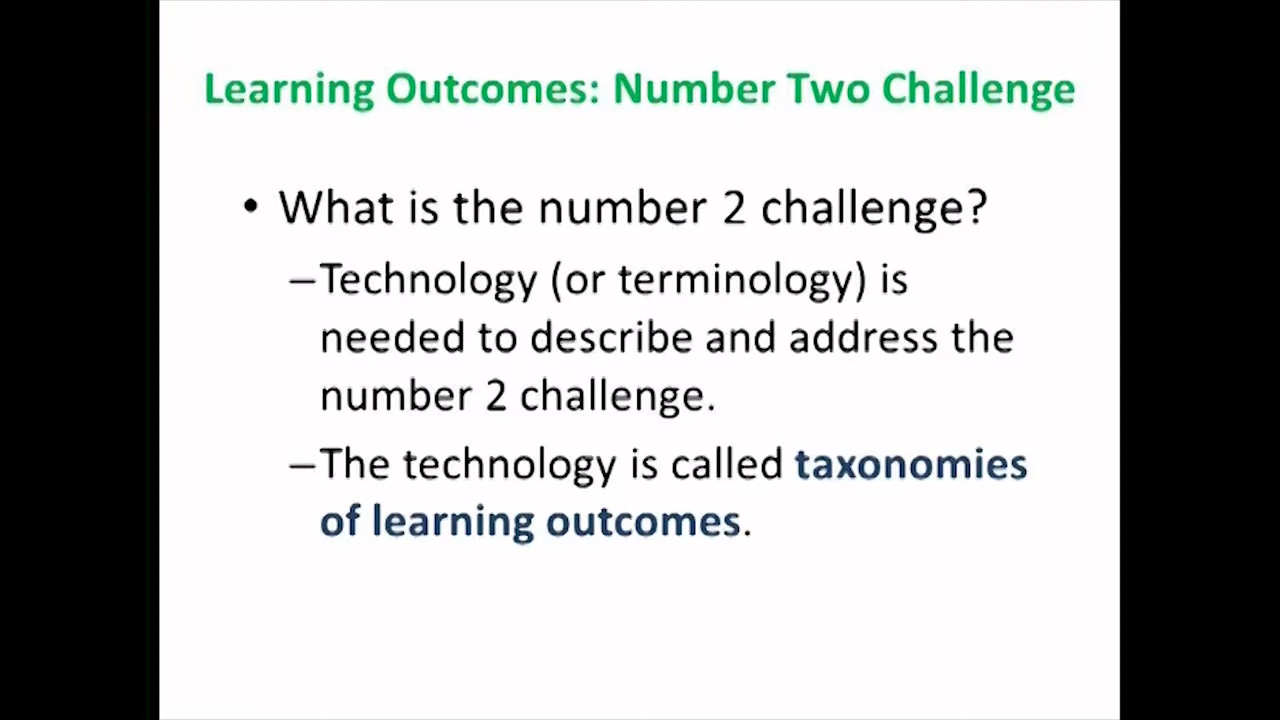 Learning Outcomes: Number Two Challenge
• What is the number 2 challenge?
–Technology (or terminology) is
needed to describe and address the
number 2 challenge.
–The technology is called taxonomies
of learning outcomes.